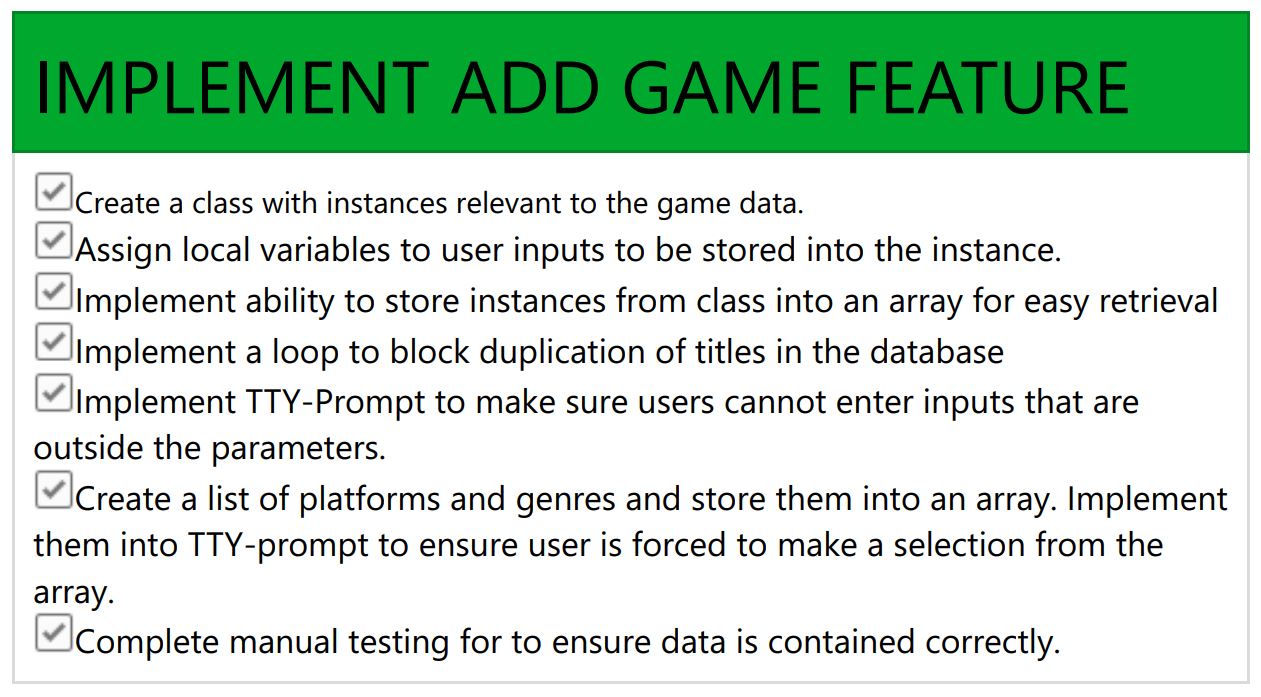 IMPLEMENT ADD GAME FEATURE
Create a class with instances relevant to the game data.
Assign local variables to user inputs to be stored into the instance.
Implement ability to store instances from class into an array for easy retrieval
Implement a loop to block duplication of titles in the database
Implement TTY-Prompt to make sure users cannot enter inputs that are
outside the parameters.
Create a list of platforms and genres and store them into an array. Implement
them into TTY-prompt to ensure user is forced to make a selection from the
array.
Complete manual testing for to ensure data is contained correctly.